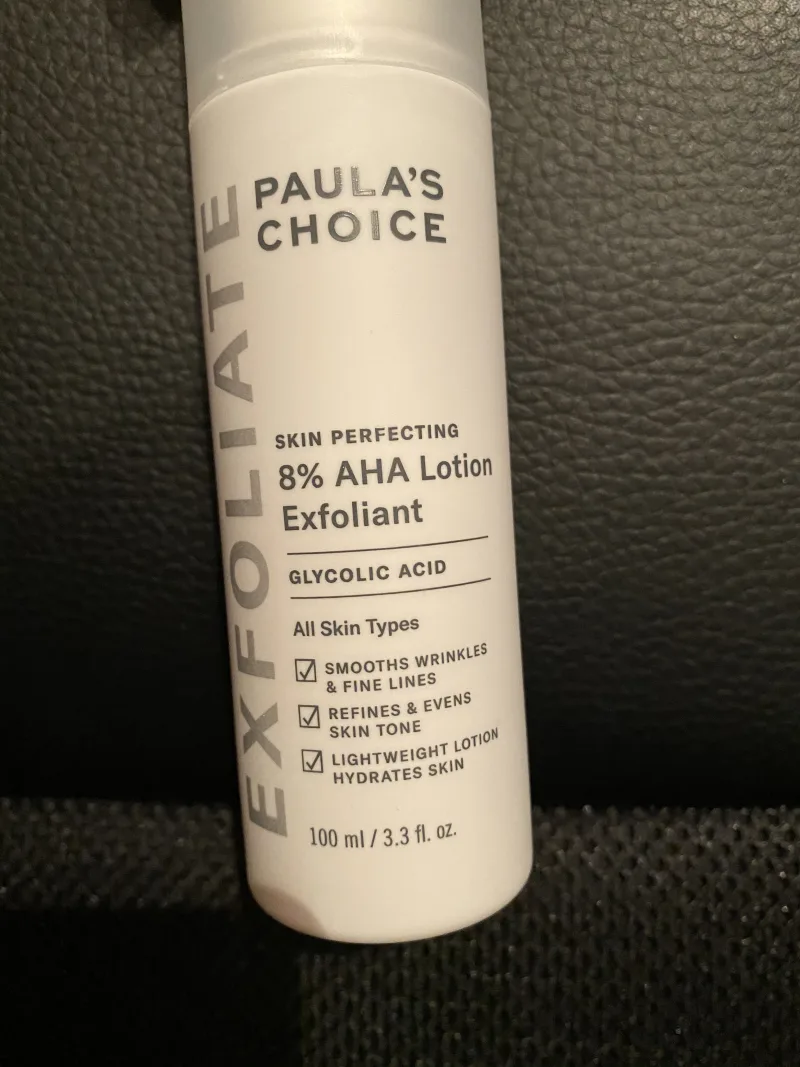 PAULA'S
CHOICE
EXFOLIATE
SKIN PERFECTING
8% AHA Lotion
Exfoliant
GLYCOLIC ACID
All Skin Types
SMOOTHS WRINKLES
& FINE LINES
REFINES & EVENS
SKIN TONE
LIGHTWEIGHT LOTION
HYDRATES SKIN
100 ml / 3.3 fl. oz.